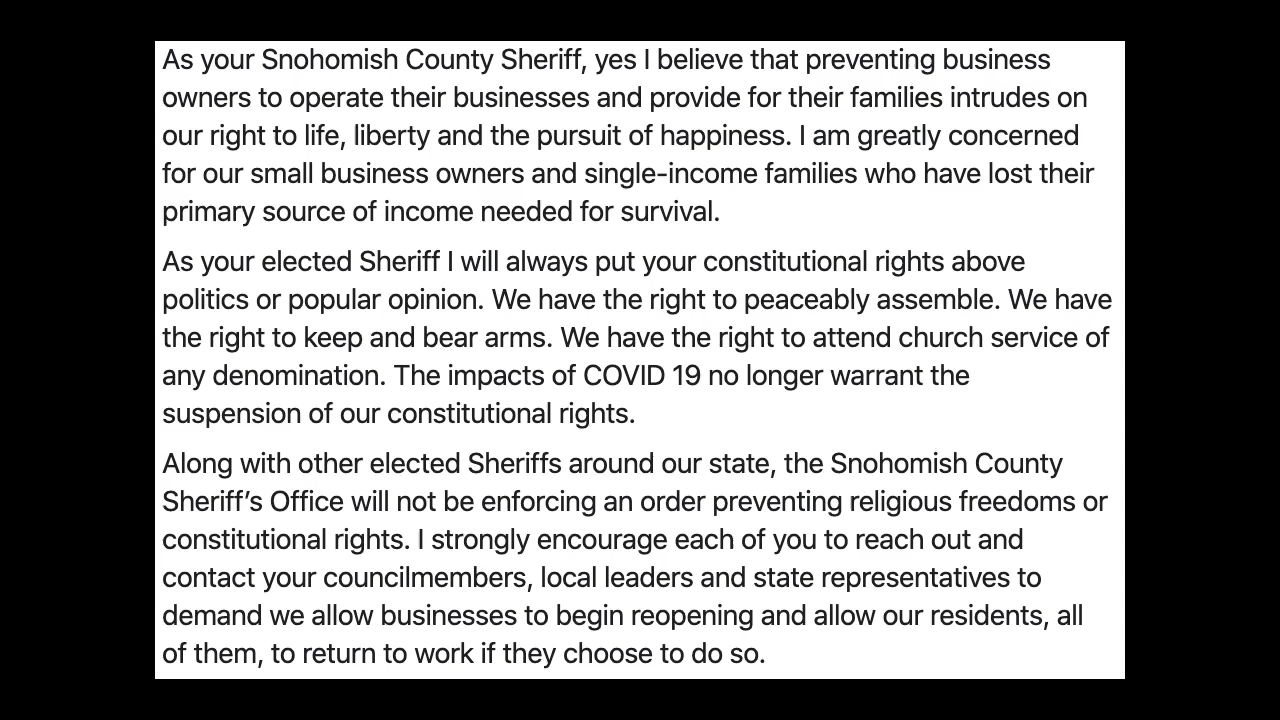 As your Snohomish County Sheriff, yes I believe that preventing business
owners to operate their businesses and provide for their families intrudes on
our right to life, liberty and the pursuit of happiness. I am greatly concerned
for our small business owners and single-income families who have lost their
primary source of income needed for survival.
As your elected Sheriff I will always put your constitutional rights above
politics or popular opinion. We have the right to peaceably assemble. We have
the right to keep and bear arms. We have the right to attend church service of
any denomination. The impacts of COVID 19 no longer warrant the
suspension of our constitutional rights.
Along with other elected Sheriffs around our state, the Snohomish County
Sheriff’s Office will not be enforcing an order preventing religious freedoms or
constitutional rights. I strongly encourage each of you to reach out and
contact your councilmembers, local leaders and state representatives to
demand we allow businesses to begin reopening and allow our residents, all
of them, to return to work if they choose to do so.